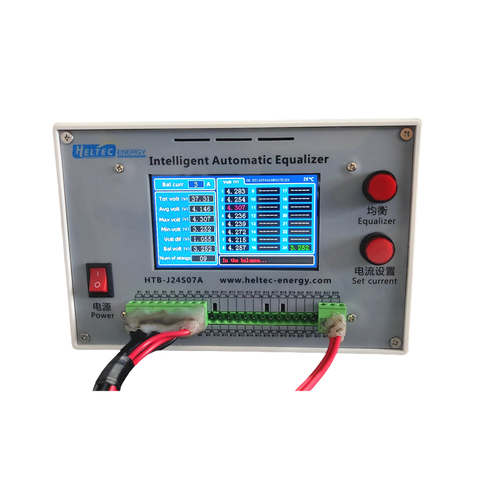 HELTEC ENERGY
Intelligent Automatic Equalizer
Bal curr 3 A
Tot volt (V) 37.31
Avg volt (V) 4.146
Max volt (V) 4.307
Min volt (V) 3.252
Volt dif (V) 1.055
Bal volt (V) 3.252
Num of strings 09
26℃
4.283
4.254
4.307
4.236
4.239
4.272
4.215
4.257
3.252
In the balance...
均衡
Equalizer
电流设置
Set current
电源
Power
HTB-J24S07A www.heltec-energy.com